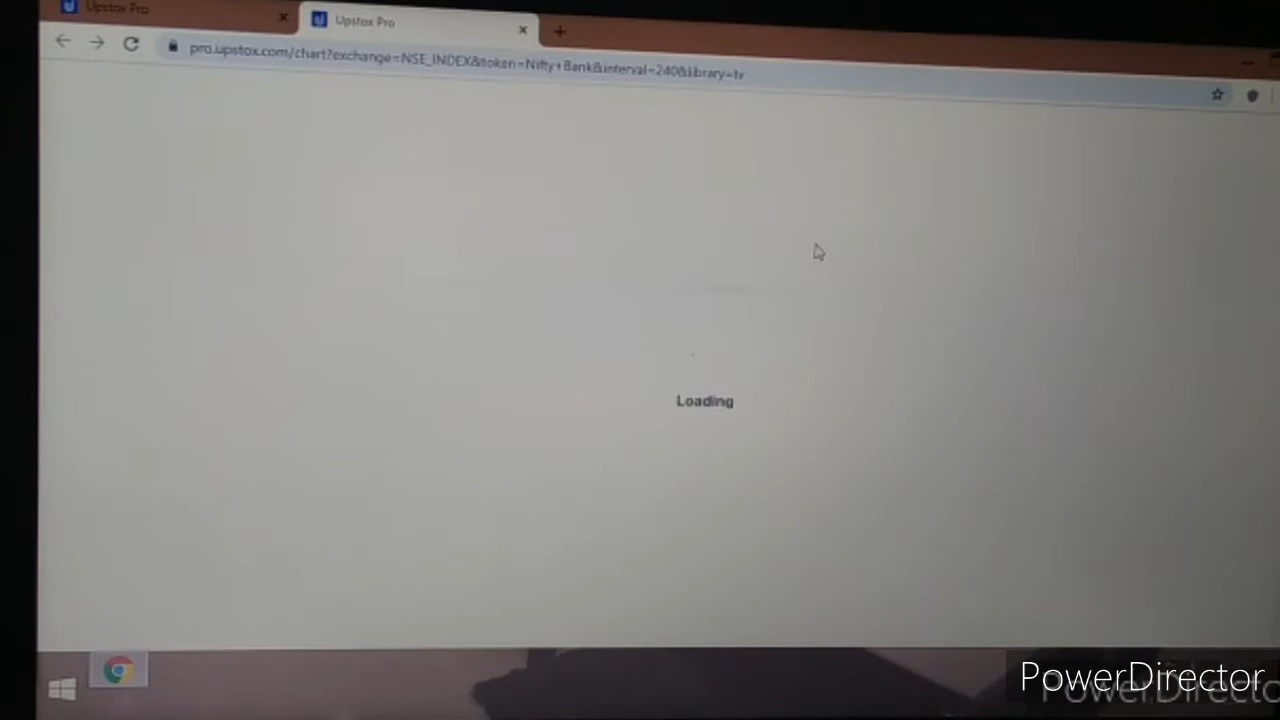 Upstox Pro
Upstox Pro
pro.upstox.com/chart?exchange=NSE_INDEX&token=Nifty+Bank&interval=240&library=tv
Loading
PowerDirector
PowerDirecto